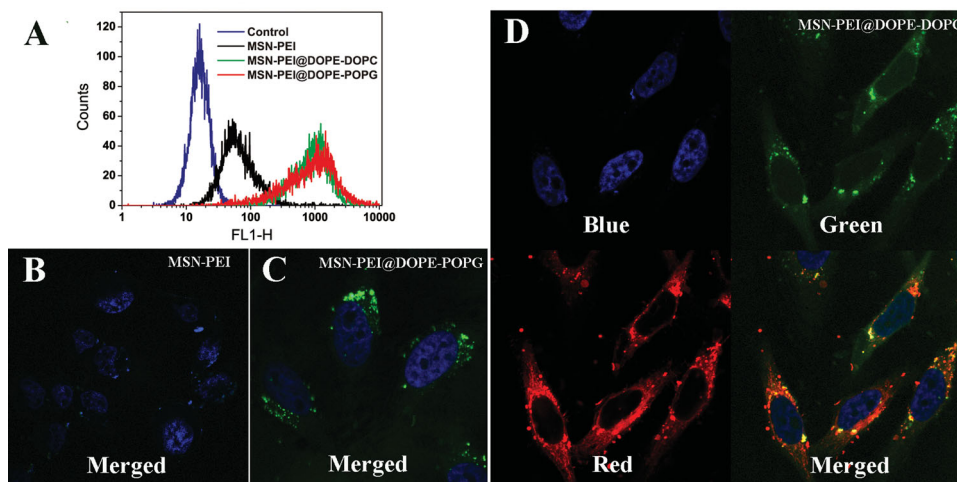 A
Control
MSN-PEI
MSN-PEI@DOPE-DOPC
MSN-PEI@DOPE-POPG
120
100
80
60
40
20
0
Counts
1
10
100
1000
10000
FL1-H
B
MSN-PEI
Merged
C
MSN-PEI@DOPE-POPG
Merged
D
MSN-PEI@DOPE-DOPC
Blue
Green
Red
Merged